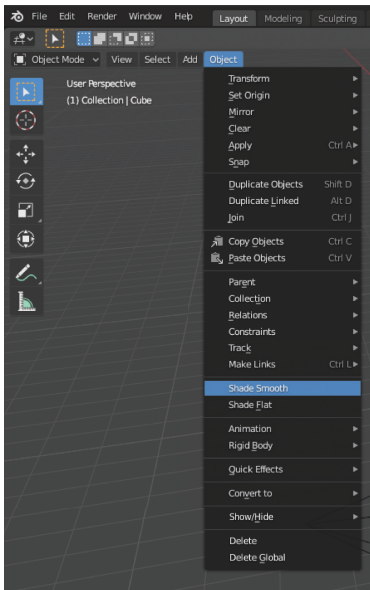 File Edit Render Window Help Layout Modeling Sculpting
Object Mode View Select Add Object
User Perspective
(1) Collection | Cube
Transform
Set Origin
Mirror
Clear
Apply Ctrl A
Snap
Duplicate Objects Shift D
Duplicate Linked Alt D
Join Ctrl J
Copy Objects Ctrl C
Paste Objects Ctrl V
Parent
Collection
Relations
Constraints
Track
Make Links Ctrl L
Shade Smooth
Shade Flat
Animation
Rigid Body
Quick Effects
Convert to
Show/Hide
Delete
Delete Global